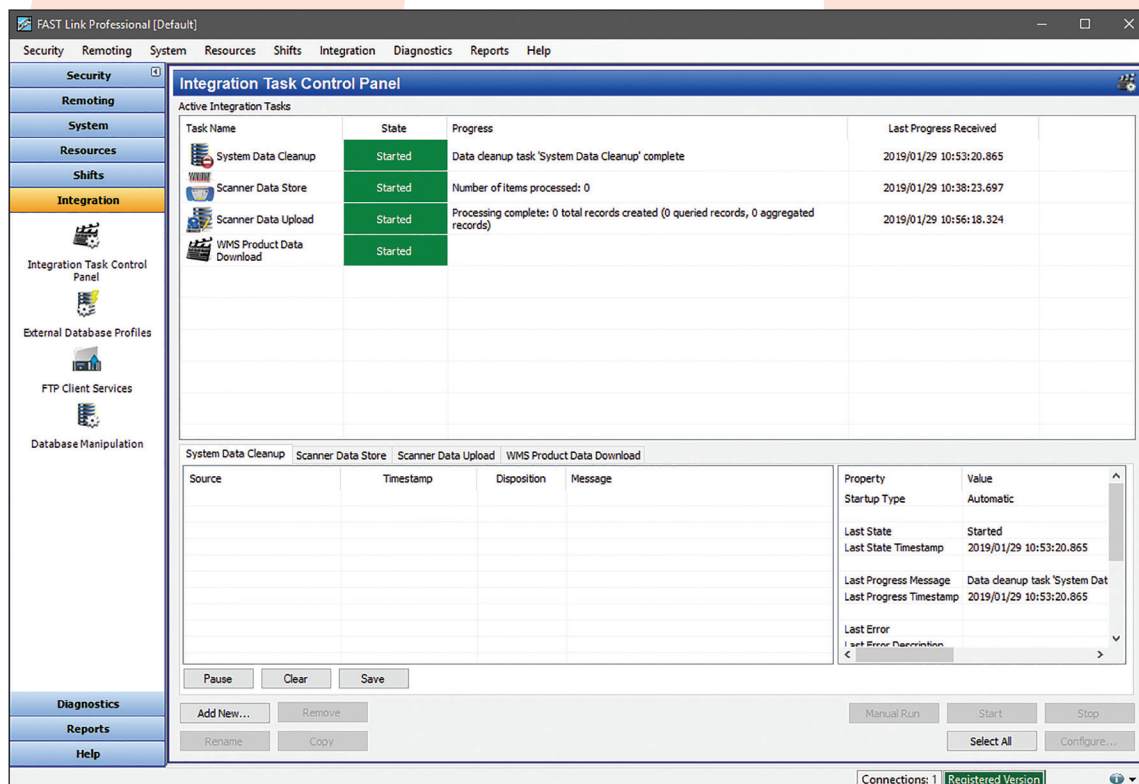 FAST Link Professional [Default]
Security Remoting System Resources Shifts Integration Diagnostics Reports Help
Security
Remoting
System
Resources
Shifts
Integration
Integration Task Control
Panel
External Database Profiles
FTP Client Services
Database Manipulation
Diagnostics
Reports
Help
Integration Task Control Panel
Active Integration Tasks
Task Name State Progress Last Progress Received
System Data Cleanup Started Data cleanup task 'System Data Cleanup' complete 2019/01/29 10:53:20.865
Scanner Data Store Started Number of items processed: 0 2019/01/29 10:38:23.697
Scanner Data Upload Started Processing complete: 0 total records created (0 queried records, 0 aggregated
records) 2019/01/29 10:56:18.324
WMS Product Data
Download Started
System Data Cleanup Scanner Data Store Scanner Data Upload WMS Product Data Download
Source Timestamp Disposition Message
Property Value
Startup Type Automatic
Last State Started
Last State Timestamp 2019/01/29 10:53:20.865
Last Progress Message Data cleanup task 'System Dat
Last Progress Timestamp 2019/01/29 10:53:20.865
Last Error
Last Error Description
Pause Clear Save
Add New... Remove Manual Run Start Stop
Rename Copy Select All Configure...
Connections: 1 Registered Version